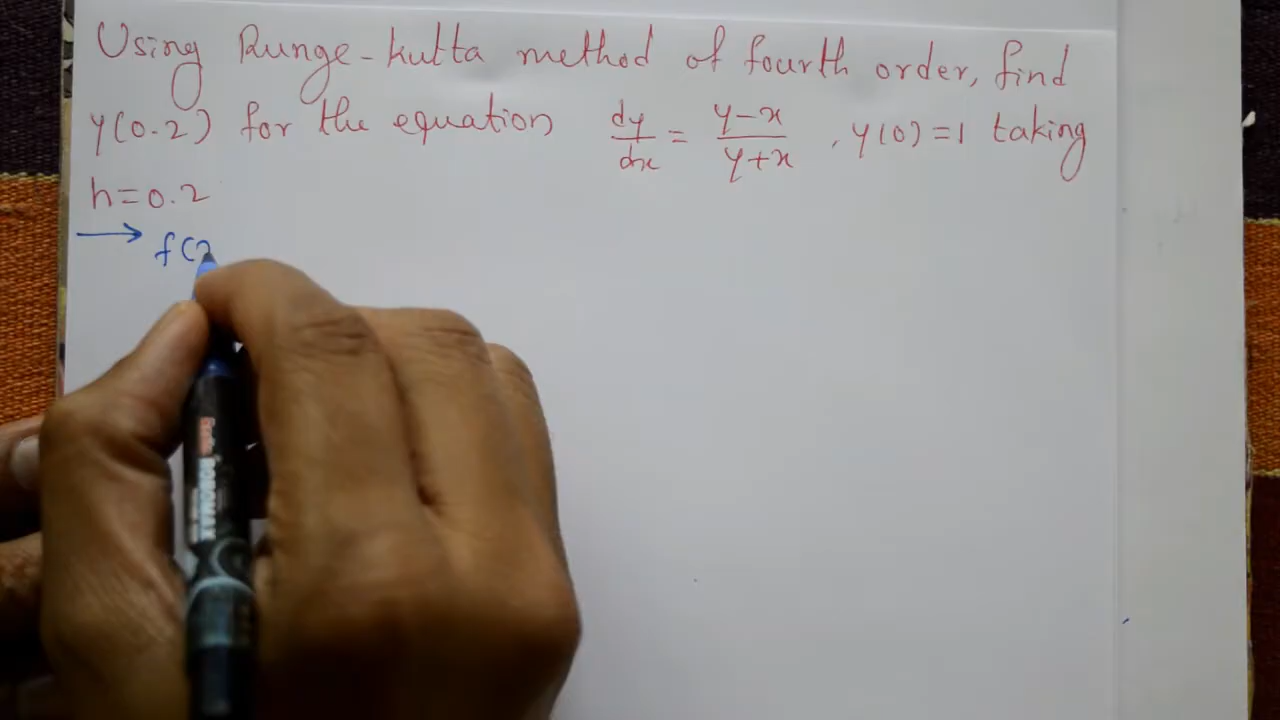 Using Runge-kutta method of fourth order, find
y(0.2) for the equation dy/dx = y-x/y+x , y(0)=1 taking
h=0.2
→ f(